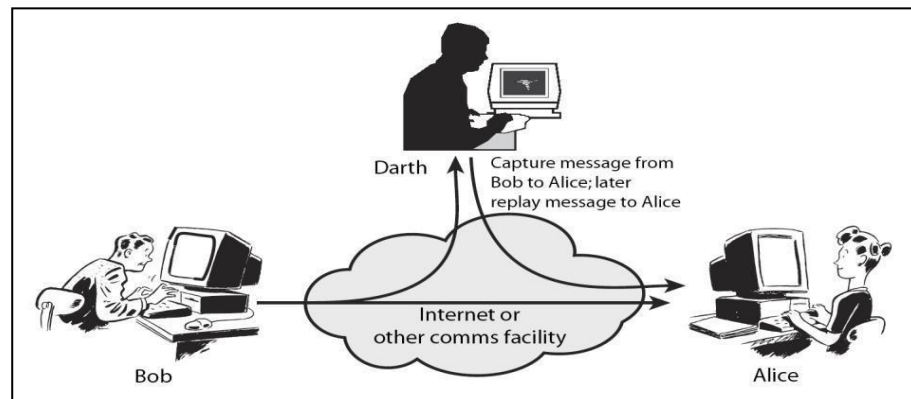 Darth
Capture message from
Bob to Alice; later
replay message to Alice
Internet or
other comms facility
Bob
Alice